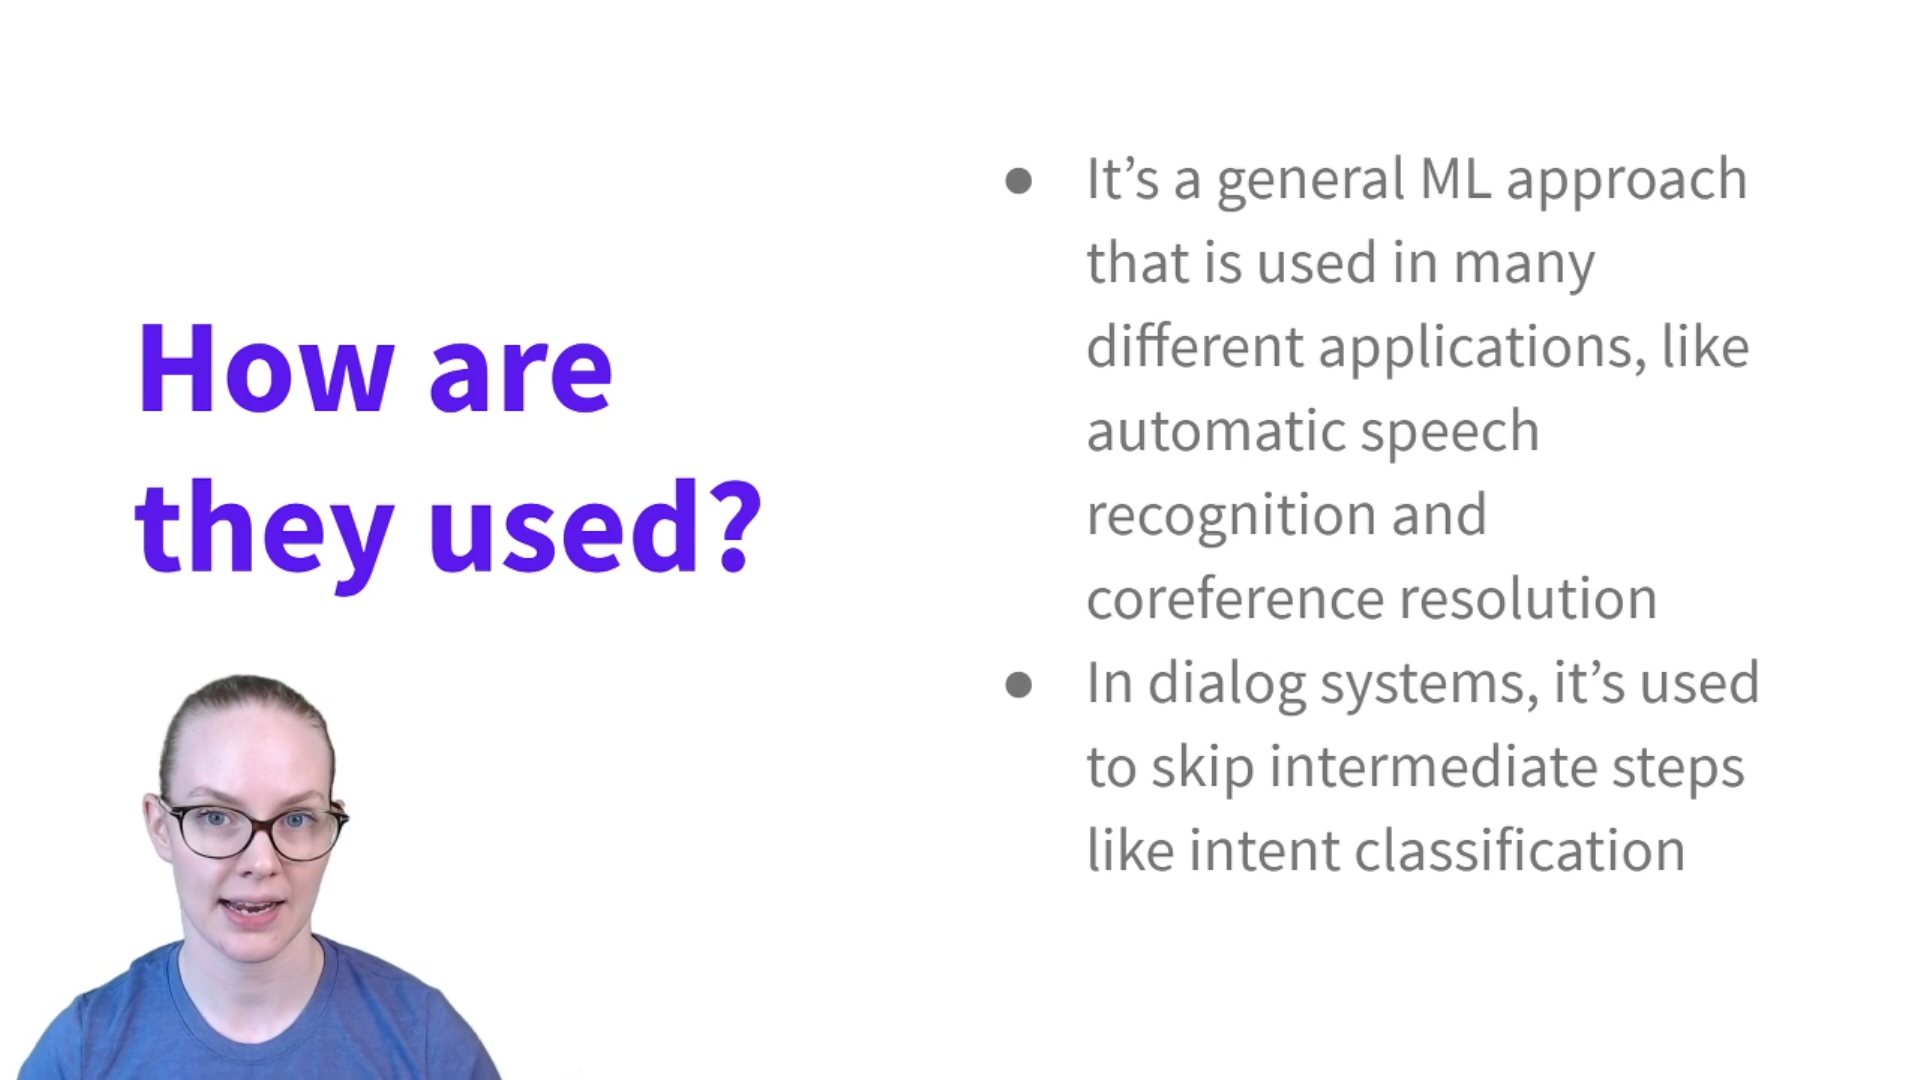 How are
they used?
● It’s a general ML approach
that is used in many
different applications, like
automatic speech
recognition and
coreference resolution
● In dialog systems, it’s used
to skip intermediate steps
like intent classification